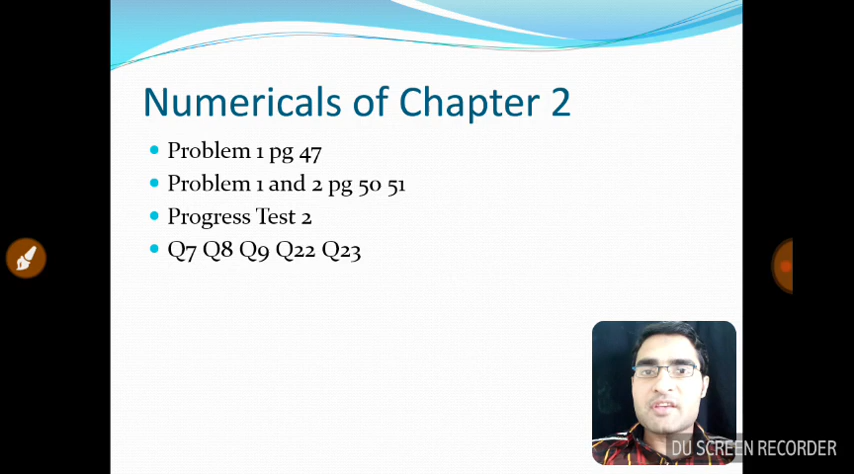 Numericals of Chapter 2
Problem 1 pg 47
Problem 1 and 2 pg 50 51
Progress Test 2
Q7 Q8 Q9 Q22 Q23
DU SCREEN RECORDER